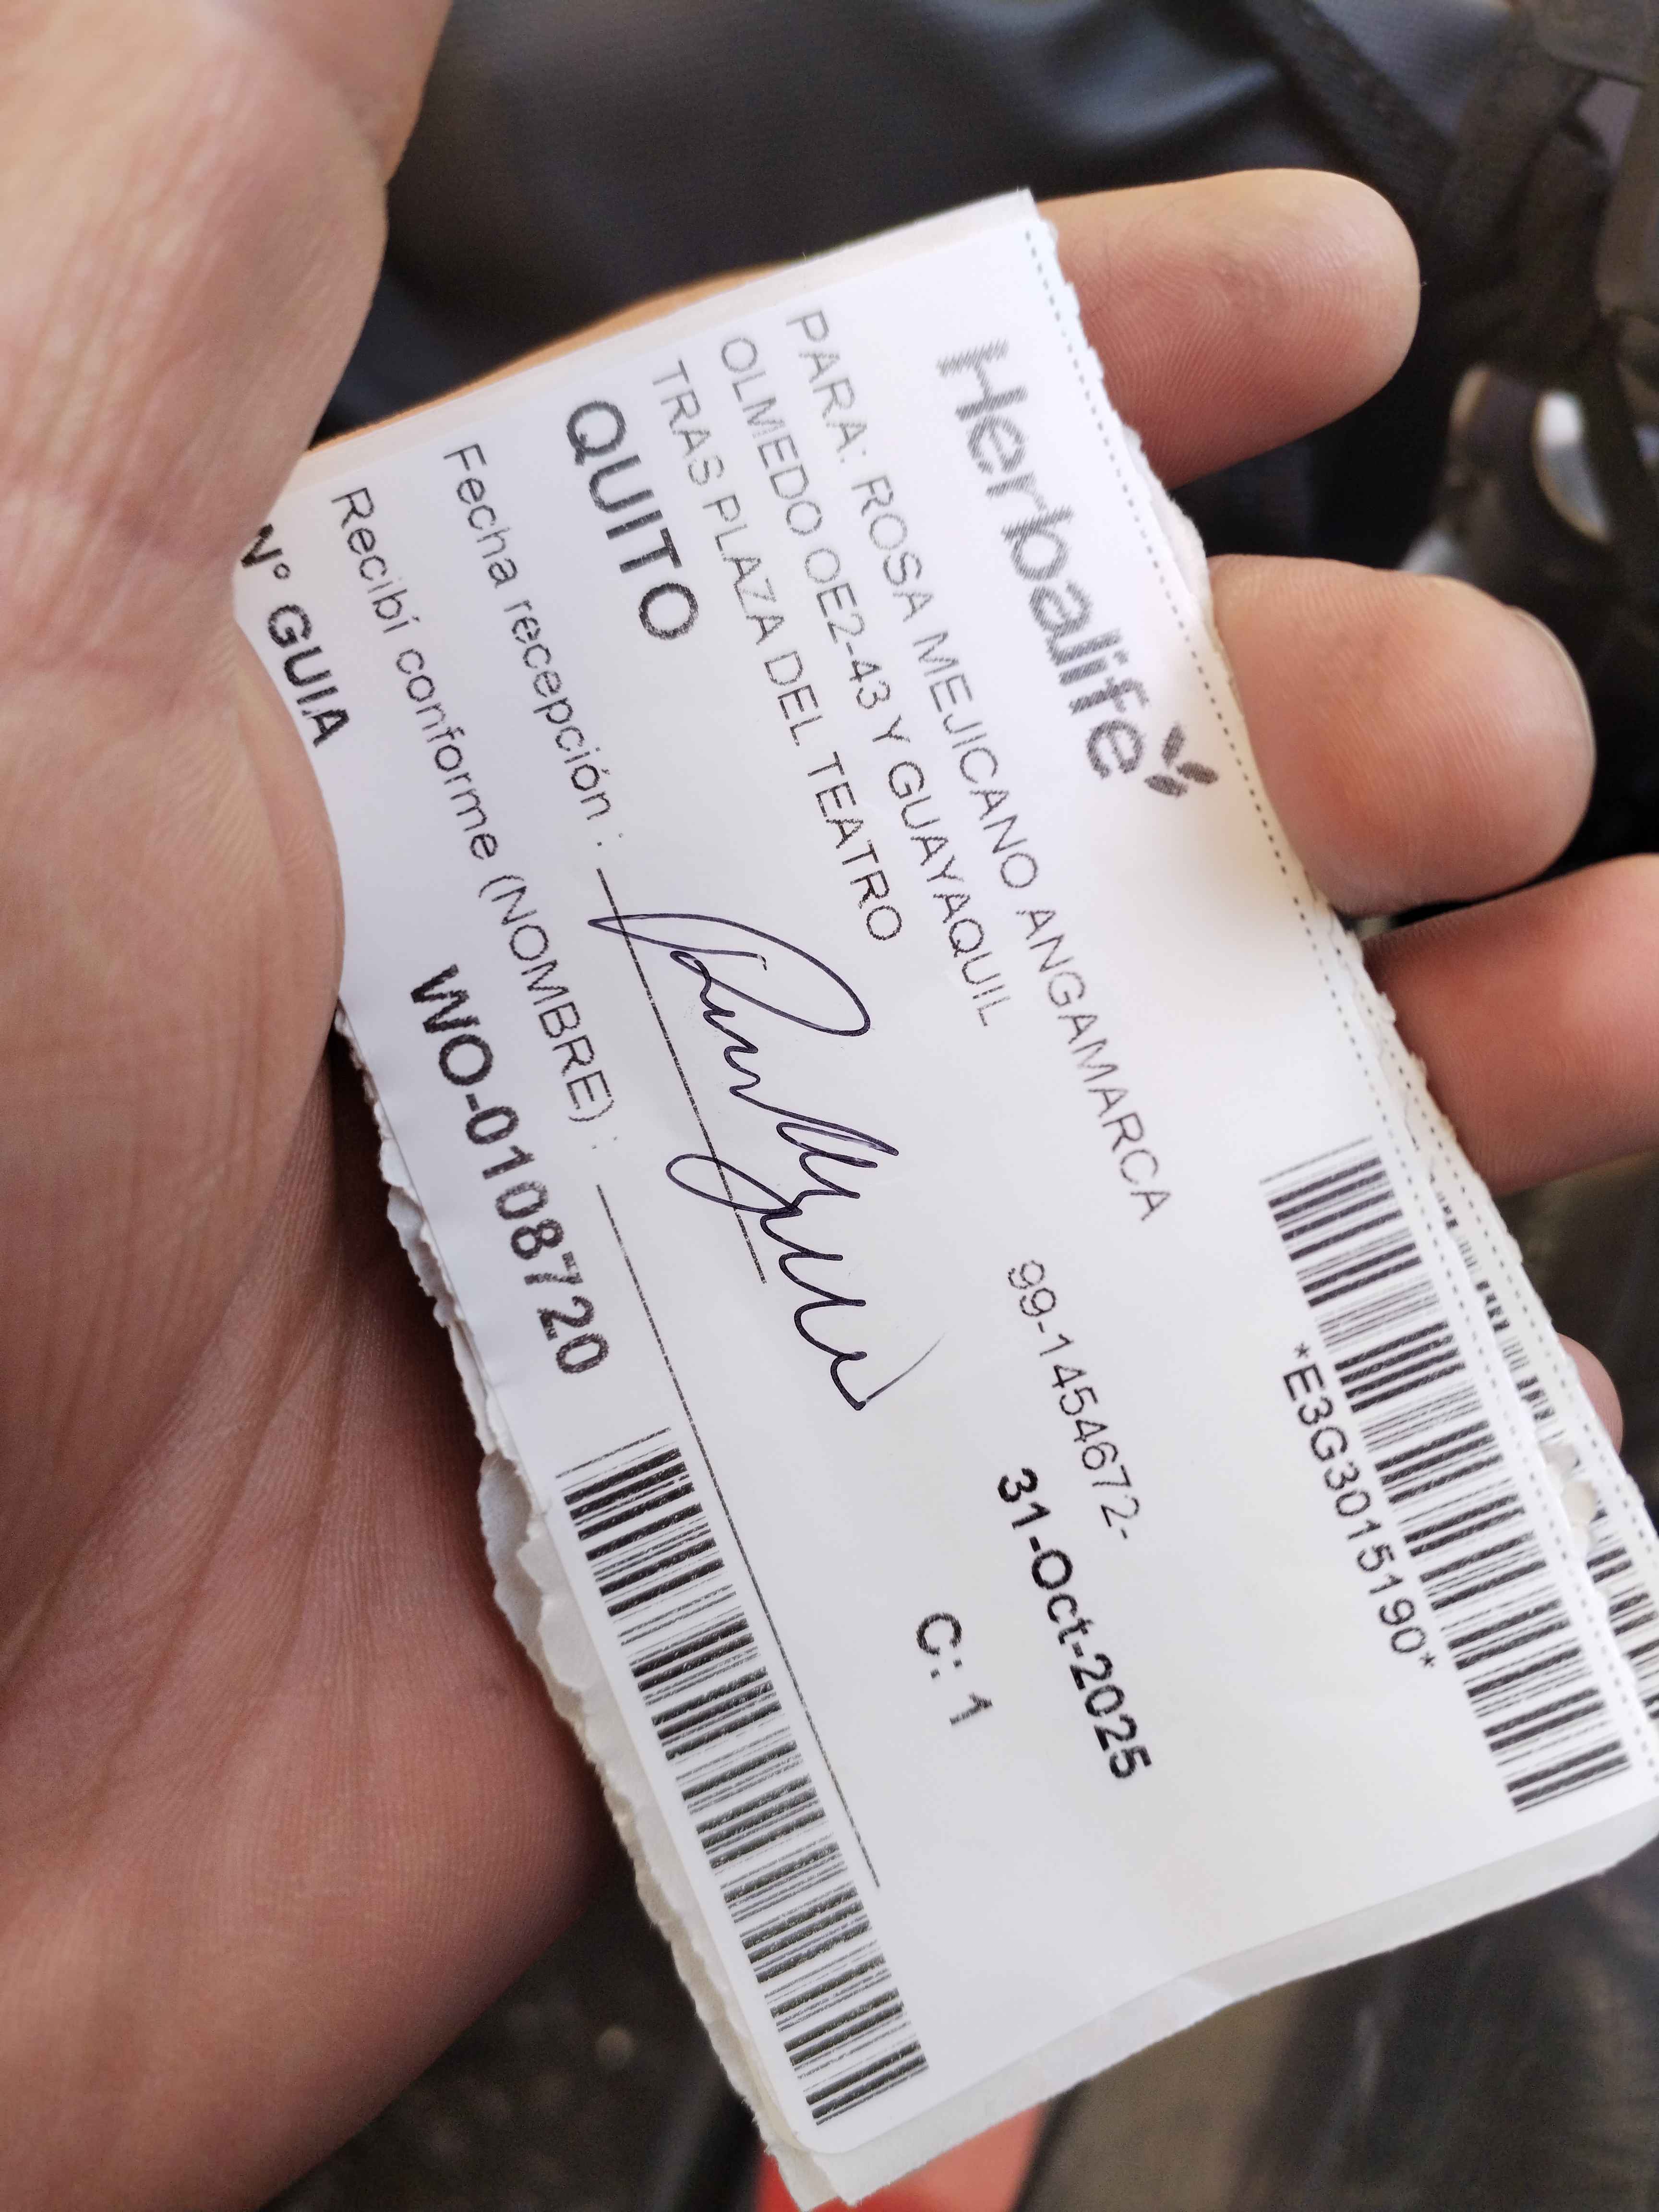 Herbalife
*E3G3015190*
PARA: ROSA MEJICANO ANGAMARCA
99-1454672-
OLMEDO OE2-43 Y GUAYAQUIL
31-Oct-2025
TRAS PLAZA DEL TEATRO
QUITO
C: 1
Fecha recepción :
Recibí conforme (NOMBRE) :
N° GUIA WO-0108720